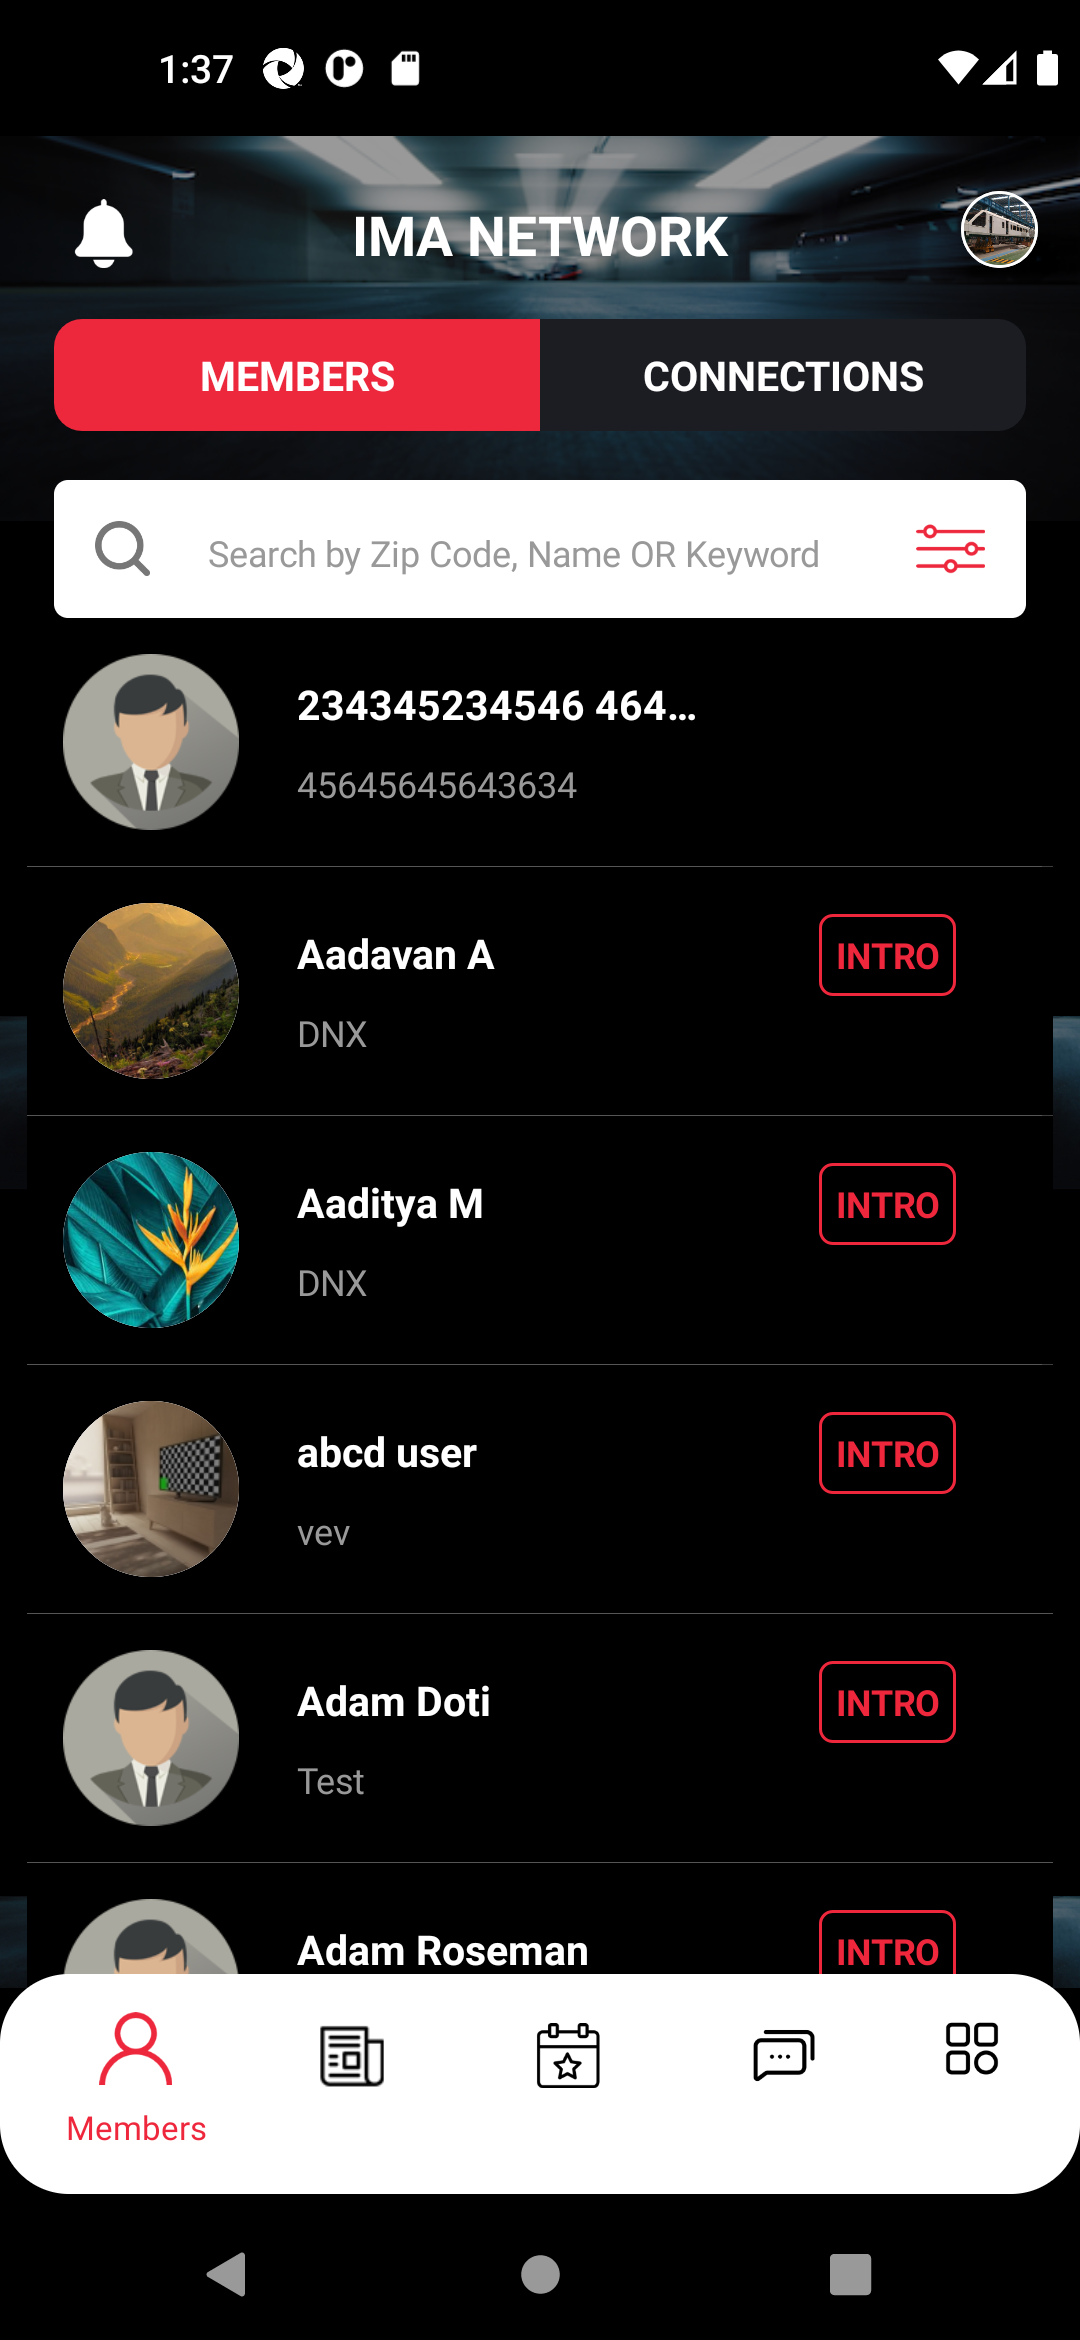 1:37
IMA NETWORK
MEMBERS
CONNECTIONS
Search by Zip Code, Name OR Keyword
234345234546 464...
45645645643634
Aadavan A
INTRO
DNX
Aaditya M
INTRO
DNX
abcd user
INTRO
vev
Adam Doti
INTRO
Test
Adam Roseman
INTRO
Members